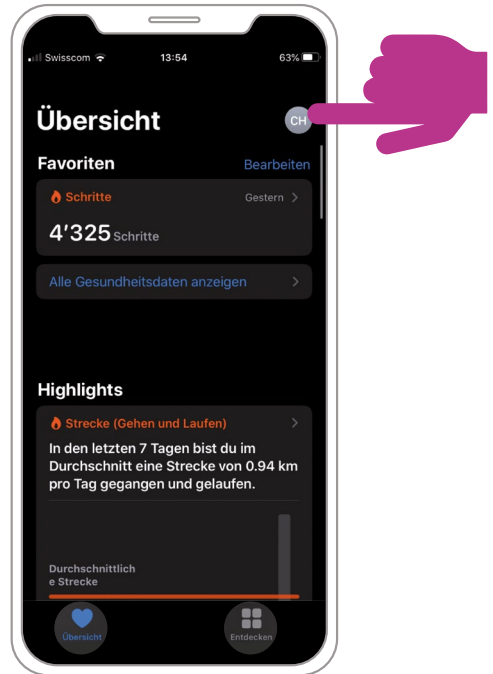 Swisscom 13:54 63%
Übersicht CH
Favoriten Bearbeiten
Schritte Gestern
4’325 Schritte
Alle Gesundheitsdaten anzeigen
Highlights
Strecke (Gehen und Laufen)
In den letzten 7 Tagen bist du im
Durchschnitt eine Strecke von 0.94 km
pro Tag gegangen und gelaufen.
Durchschnittlich
e Strecke
Übersicht Entdecken